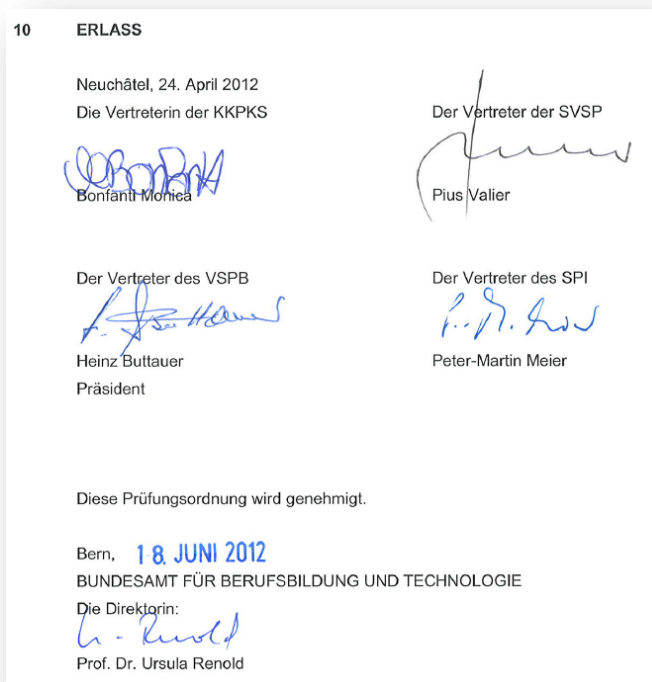 10 ERLASS
Neuchâtel, 24. April 2012
Die Vertreterin der KKPKS
Der Vertreter der SVSP
Bonfanti Monica
Pius Valier
Der Vertreter des VSPB
Der Vertreter des SPI
Heinz Buttauer
Peter-Martin Meier
Präsident
Diese Prüfungsordnung wird genehmigt.
Bern, 18. JUNI 2012
BUNDESAMT FÜR BERUFSBILDUNG UND TECHNOLOGIE
Die Direktorin:
Prof. Dr. Ursula Renold